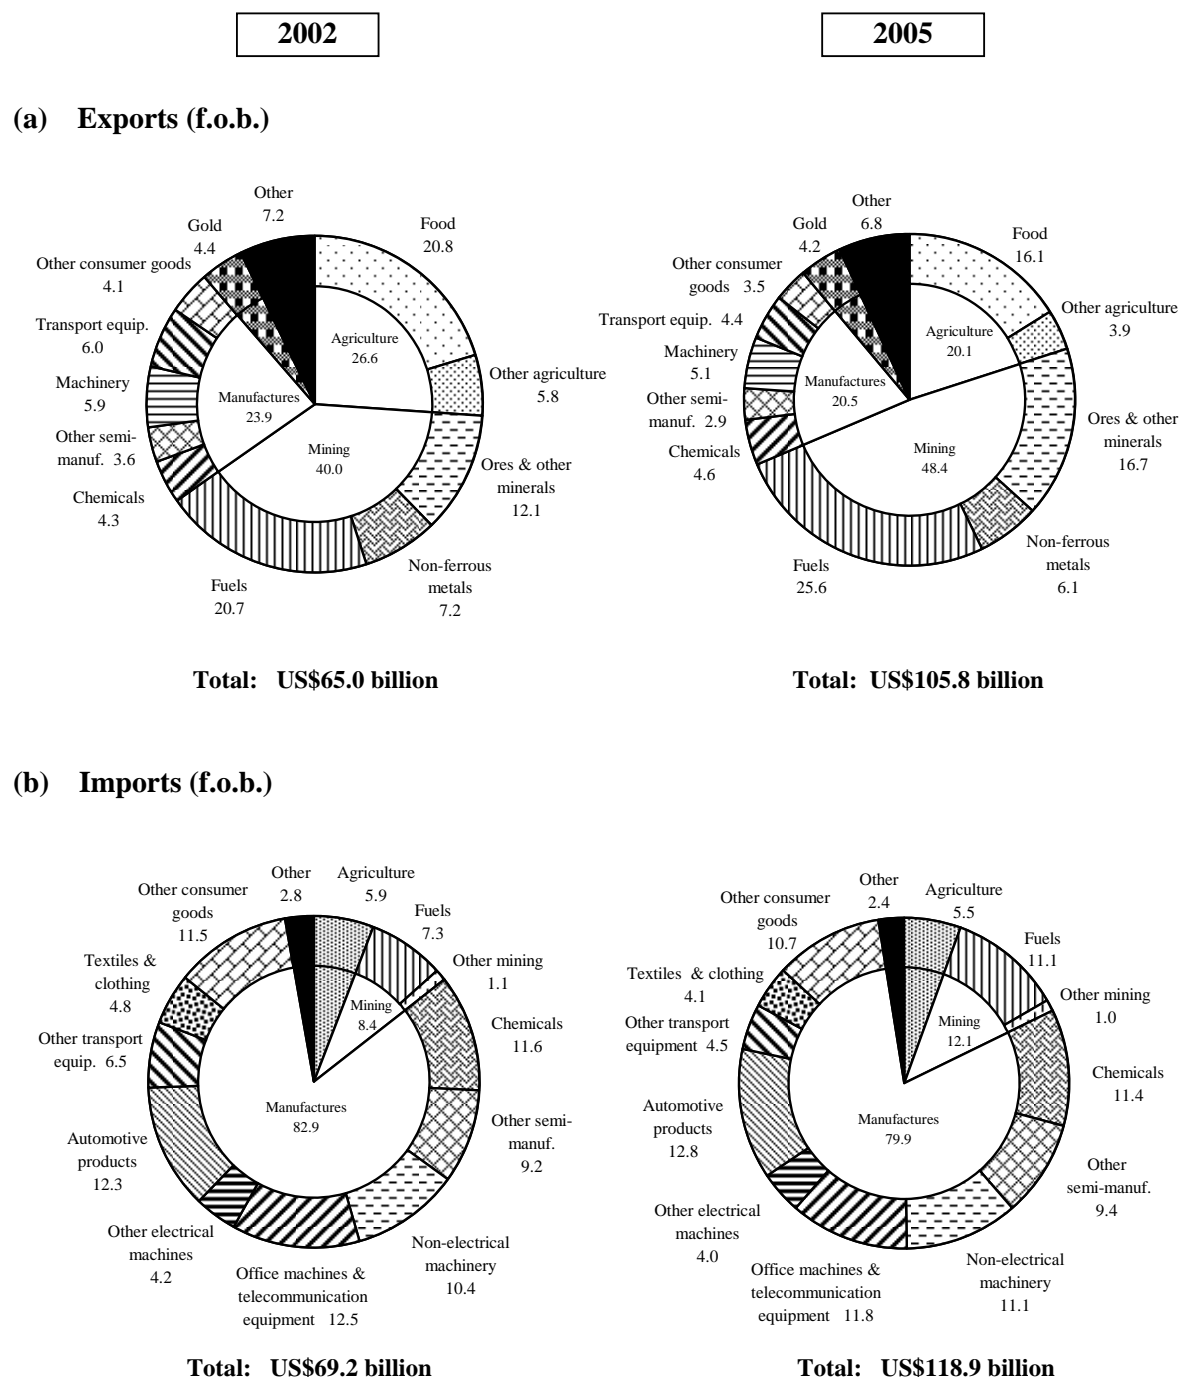 2002
2005
(a) Exports (f.o.b.)
Other
7.2
Gold
4.4
Food
20.8
Other consumer goods
4.1
Transport equip.
6.0
Agriculture
26.6
Machinery
5.9
Other agriculture
5.8
Manufactures
23.9
Other semi-
manuf. 3.6
Mining
40.0
Ores & other
minerals
12.1
Chemicals
4.3
Non-ferrous
metals
7.2
Fuels
20.7
Total: US$65.0 billion
Other
6.8
Gold
4.2
Food
16.1
Other consumer
goods 3.5
Other agriculture
3.9
Transport equip. 4.4
Agriculture
20.1
Machinery
5.1
Manufactures
20.5
Other semi-
manuf. 2.9
Ores & other
minerals
16.7
Mining
48.4
Chemicals
4.6
Non-ferrous
metals
6.1
Fuels
25.6
Total: US$105.8 billion
(b) Imports (f.o.b.)
Other
2.8
Agriculture
5.9
Other consumer
goods
11.5
Fuels
7.3
Textiles &
clothing
4.8
Other mining
1.1
Mining
8.4
Chemicals
11.6
Other transport
equip. 6.5
Manufactures
82.9
Other semi-
manuf.
9.2
Automotive
products
12.3
Other electrical
machines
4.2
Non-electrical
machinery
10.4
Office machines &
telecommunication
equipment 12.5
Total: US$69.2 billion
Other
2.4
Agriculture
5.5
Other consumer
goods
10.7
Fuels
11.1
Textiles & clothing
4.1
Other mining
1.0
Other transport
equipment 4.5
Mining
12.1
Chemicals
11.4
Automotive
products
12.8
Manufactures
79.9
Other
semi-manuf.
9.4
Other electrical
machines
4.0
Non-electrical
machinery
11.1
Office machines &
telecommunication
equipment 11.8
Total: US$118.9 billion